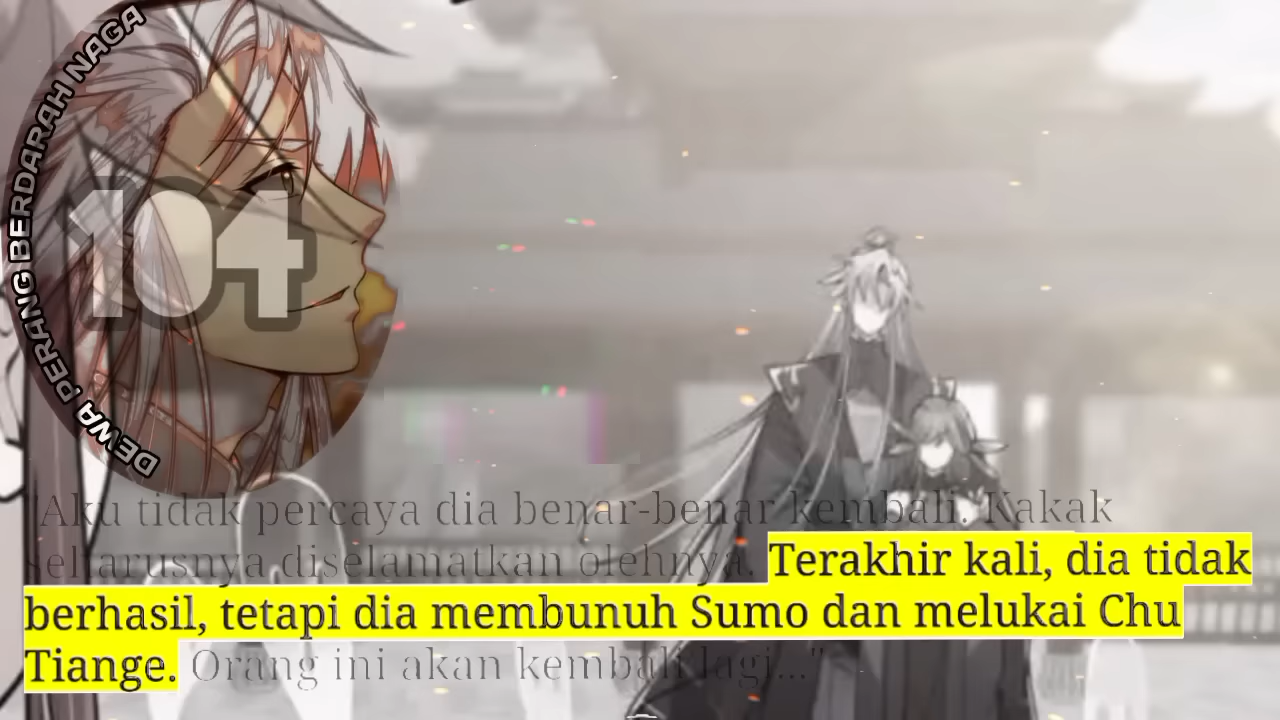 DEWA PERANG BERDARAH NAGA
104
"Aku tidak percaya dia benar-benar kembali. Kakak
seharusnya diselamatkan olehnya. Terakhir kali, dia tidak
berhasil, tetapi dia membunuh Sumo dan melukai Chu
Tiange. Orang ini akan kembali lagi..."